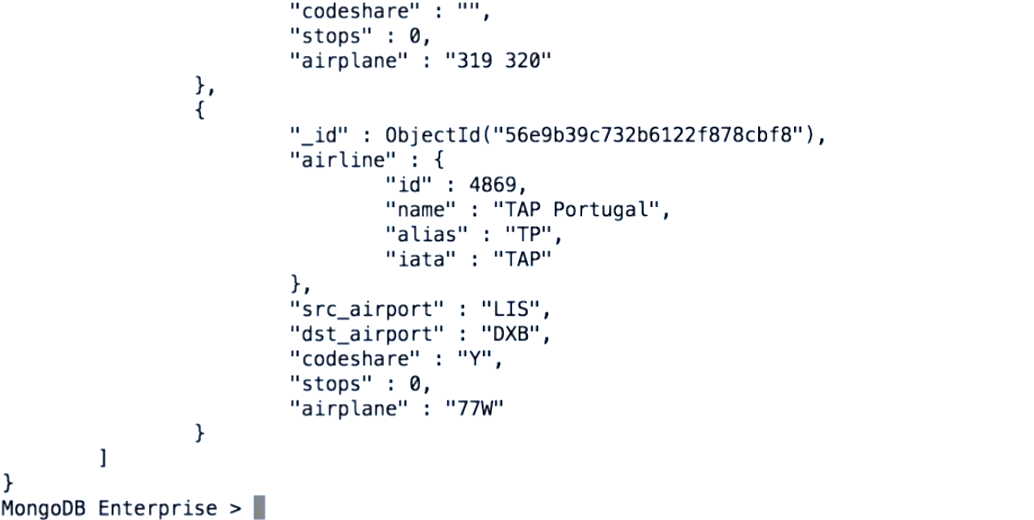 "codeshare" : "",
"stops" : 0,
"airplane" : "319 320"
},
{
"_id" : ObjectId("56e9b39c732b6122f878cbf8"),
"airline" : {
"id" : 4869,
"name" : "TAP Portugal",
"alias" : "TP",
"iata" : "TAP"
},
"src_airport" : "LIS",
"dst_airport" : "DXB",
"codeshare" : "Y",
"stops" : 0,
"airplane" : "77W"
}
]
}
MongoDB Enterprise >